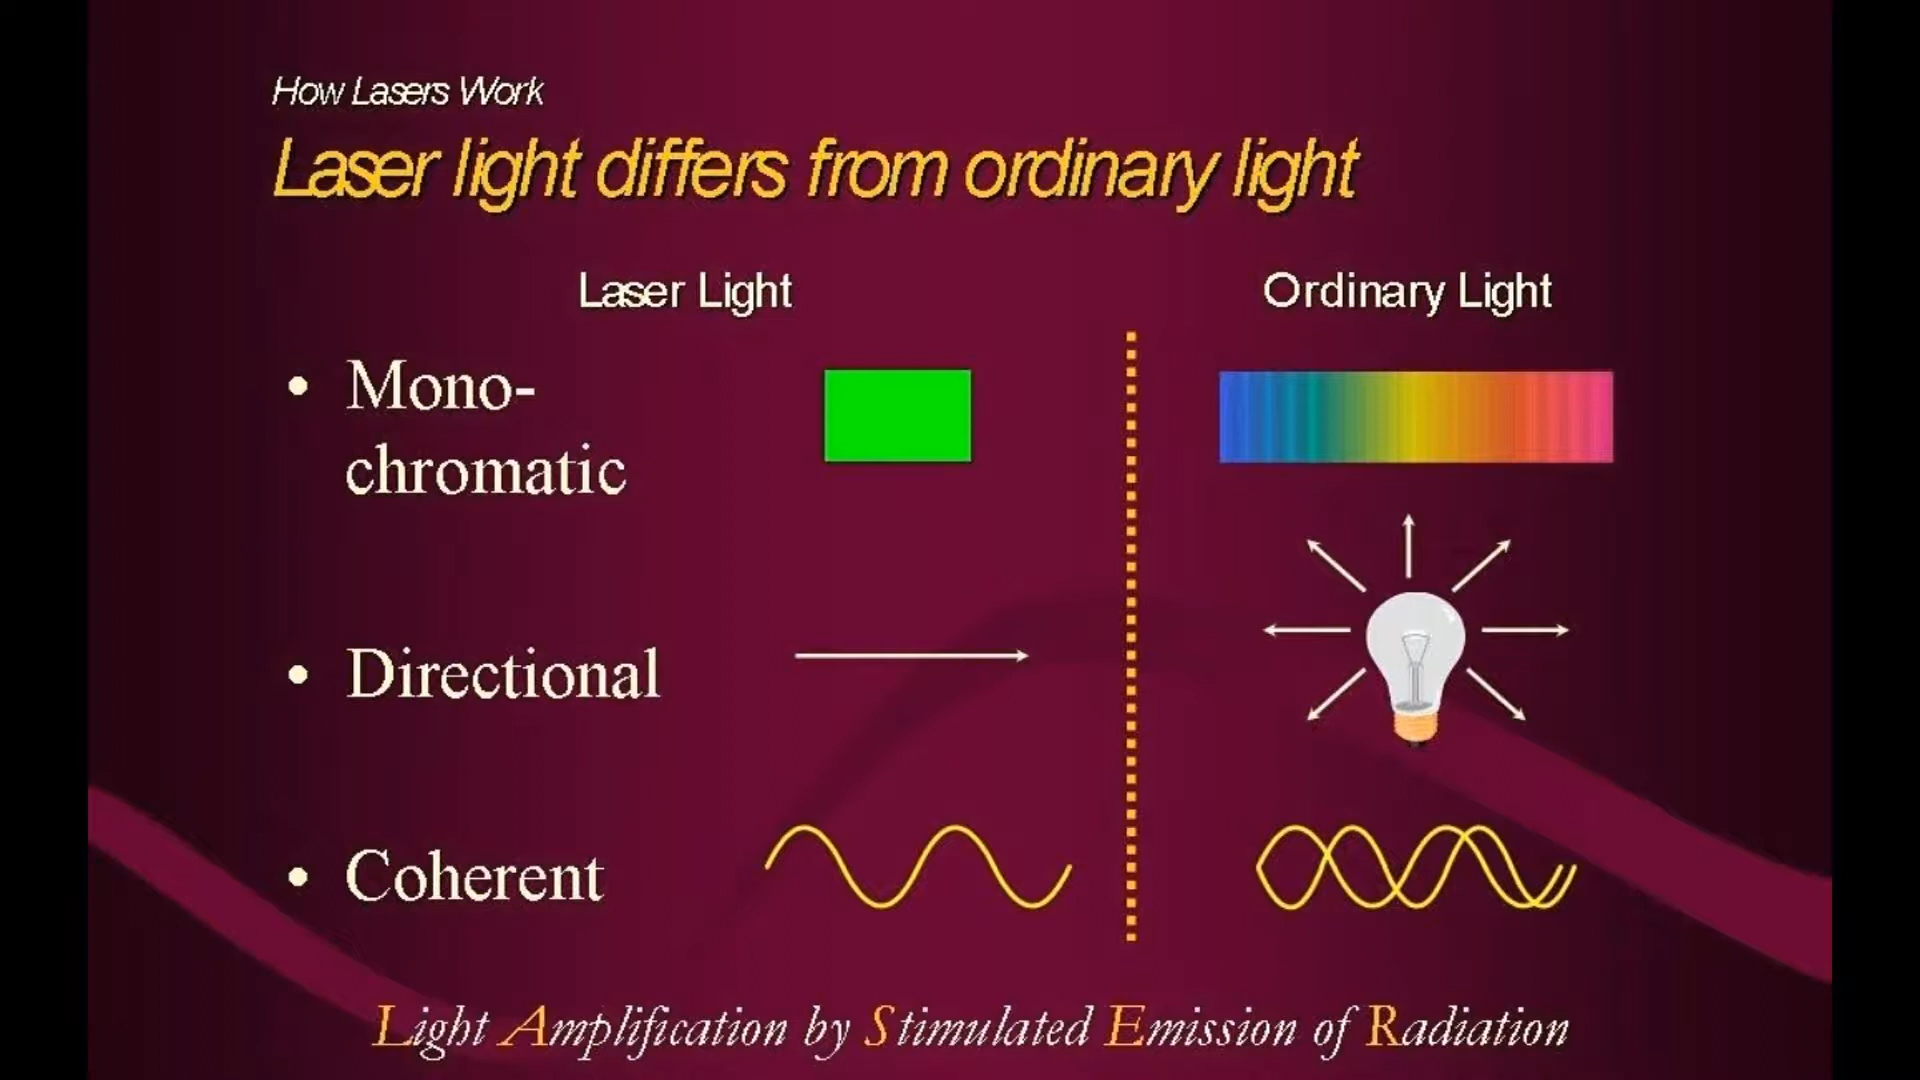 How Lasers Work
Laser light differs from ordinary light
Laser Light
Ordinary Light
• Mono-
chromatic
• Directional
• Coherent
Light Amplification by Stimulated Emission of Radiation